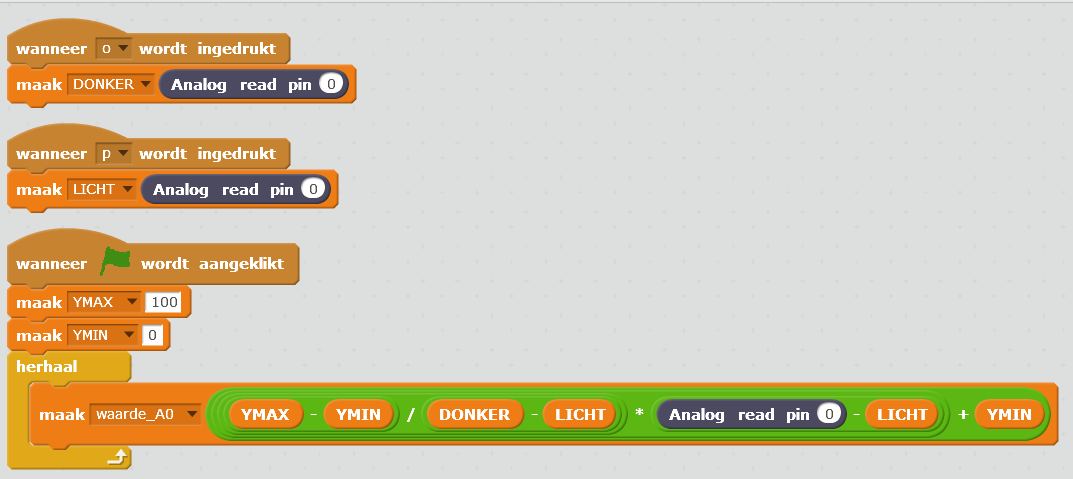 wanneer o wordt ingedrukt
maak DONKER Analog read pin 0
wanneer p wordt ingedrukt
maak LICHT Analog read pin 0
wanneer wordt aangeklikt
maak YMAX 100
maak YMIN 0
herhaal
maak waarde_A0 YMAX - YMIN / DONKER - LICHT * Analog read pin 0 - LICHT + YMIN